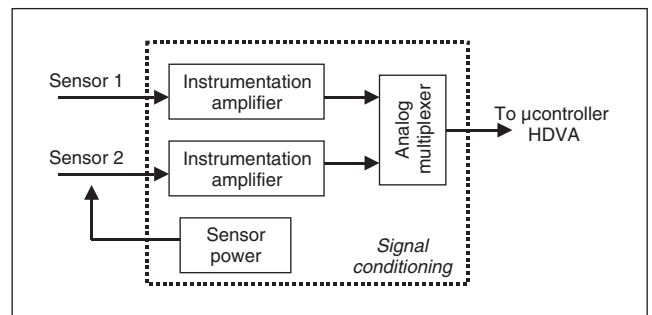 Sensor 1
Instrumentation
amplifier
Sensor 2
Instrumentation
amplifier
Analog
multiplexer
To μcontroller
HDVA
Sensor
power
Signal
conditioning